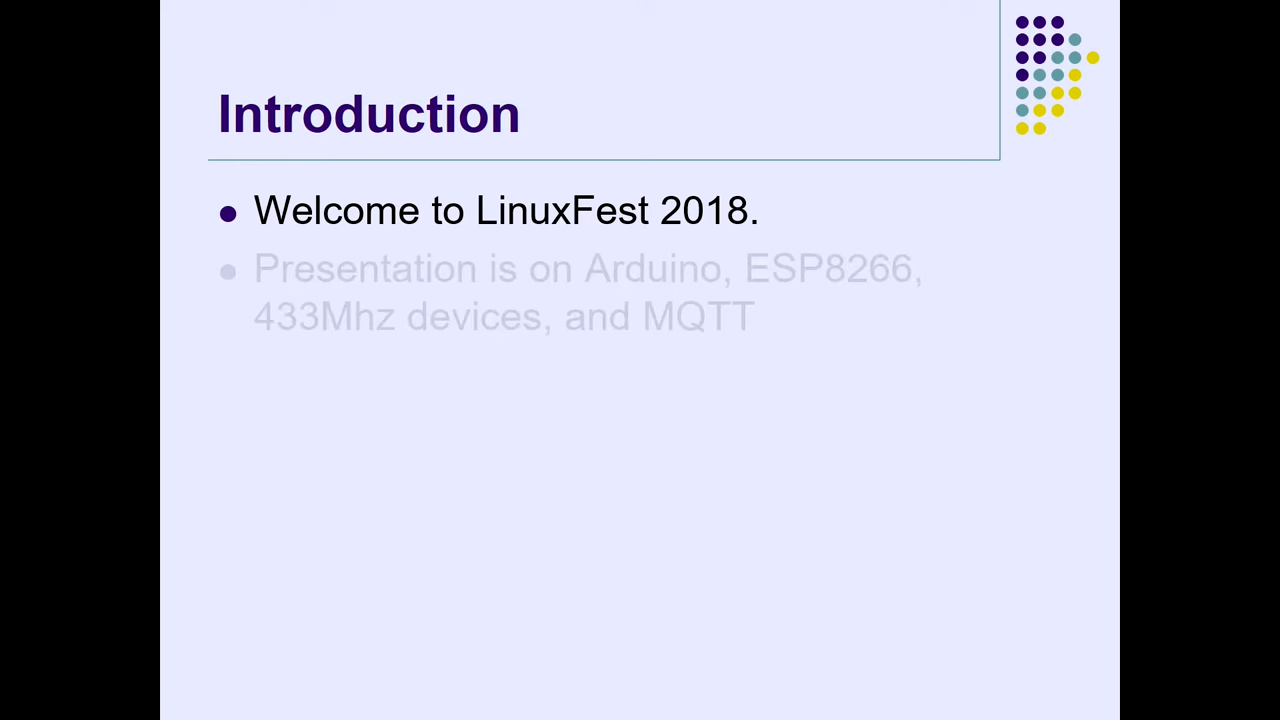 Introduction
Welcome to LinuxFest 2018.
Presentation is on Arduino, ESP8266,
433Mhz devices, and MQTT